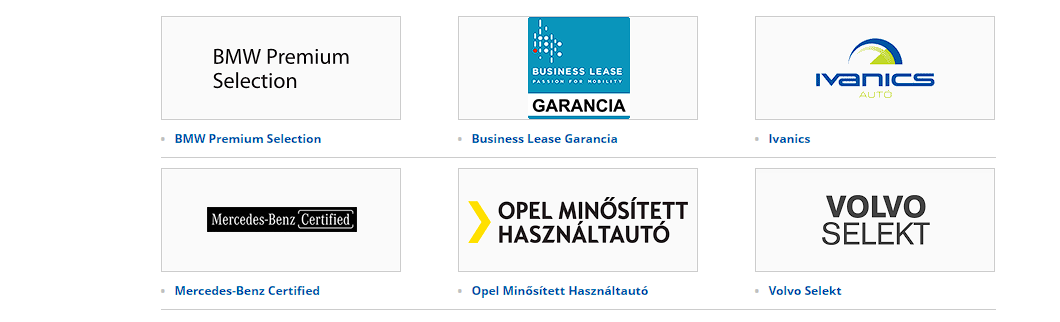 BMW Premium
Selection
BUSINESS LEASE
PASSION FOR MOBILITY
GARANCIA
IVANICS
AUTÓ
BMW Premium Selection
Business Lease Garancia
Ivanics
Mercedes-Benz Certified
OPEL MINŐSÍTETT
HASZNÁLTAUTÓ
VOLVO
SELEKT
Mercedes-Benz Certified
Opel Minősített Használtautó
Volvo Selekt